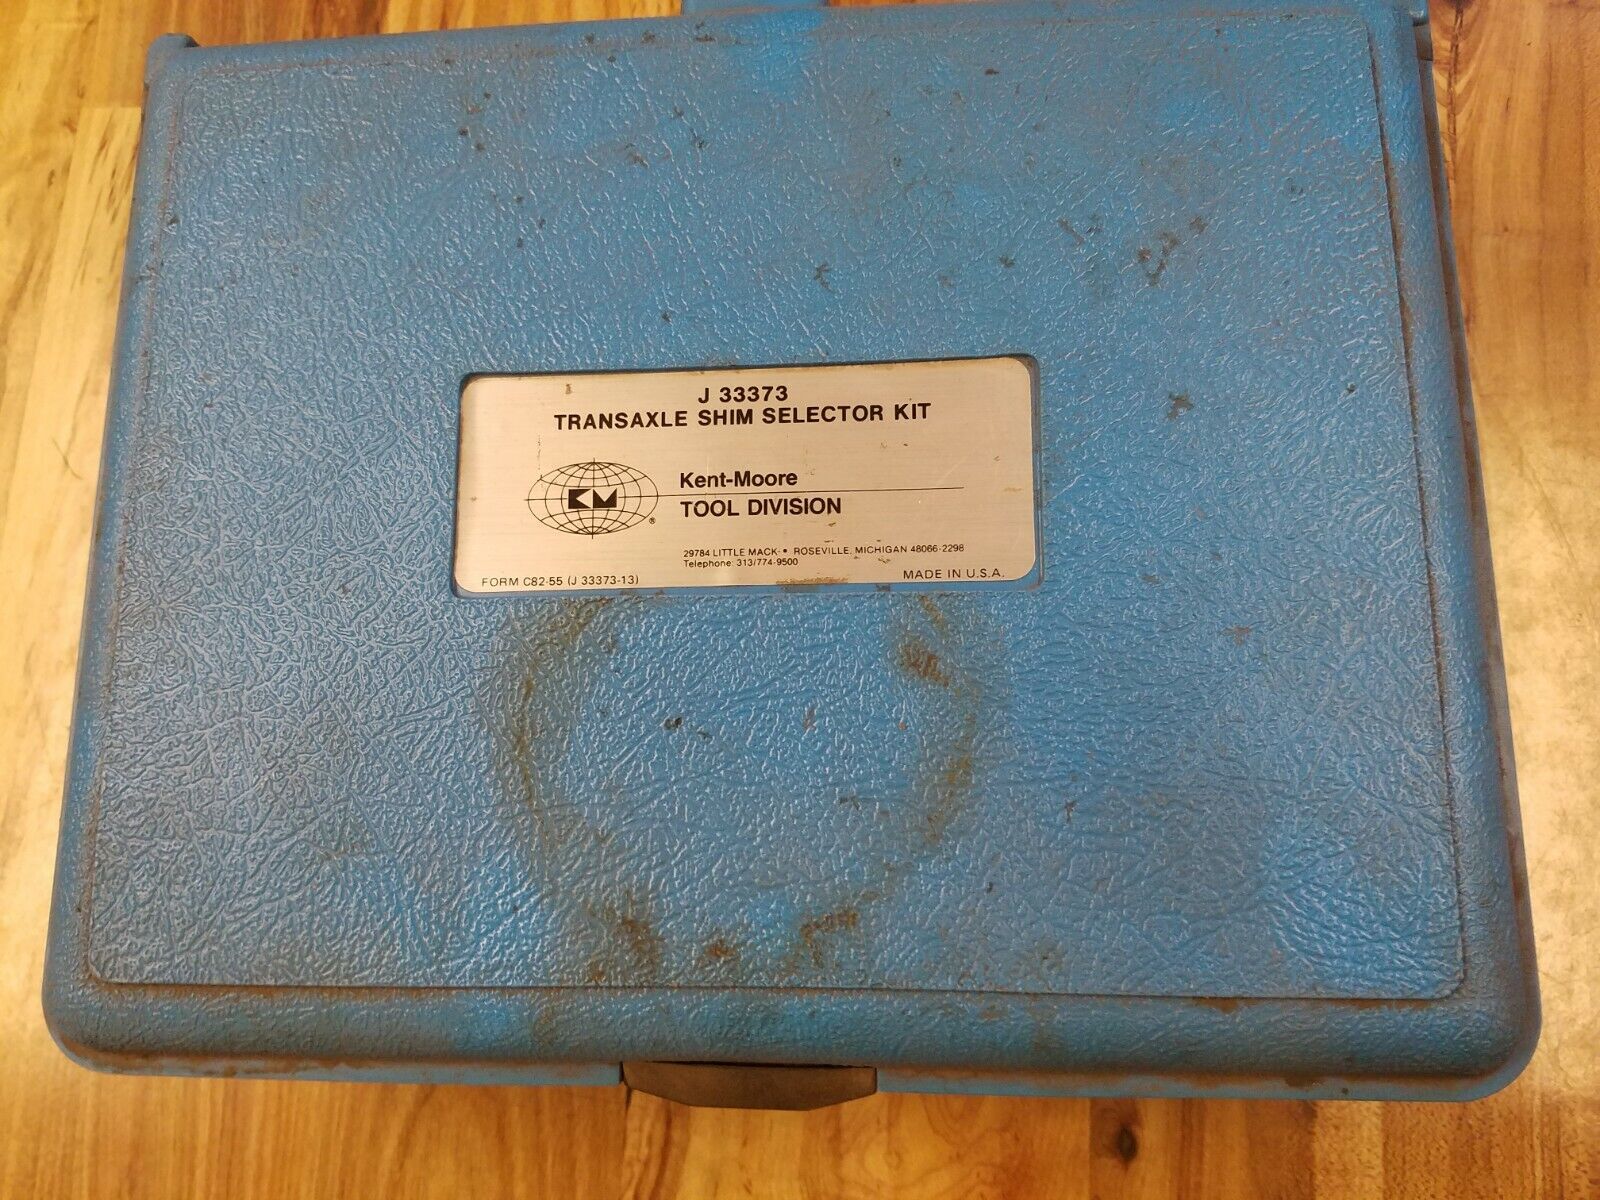 J 33373
TRANSAXLE SHIM SELECTOR KIT
KM
®
Kent-Moore
TOOL DIVISION
29784 LITTLE MACK • ROSEVILLE, MICHIGAN 48066-2298
Telephone: 313/774-9500
FORM C82-55 (J 33373-13)
MADE IN U.S.A.